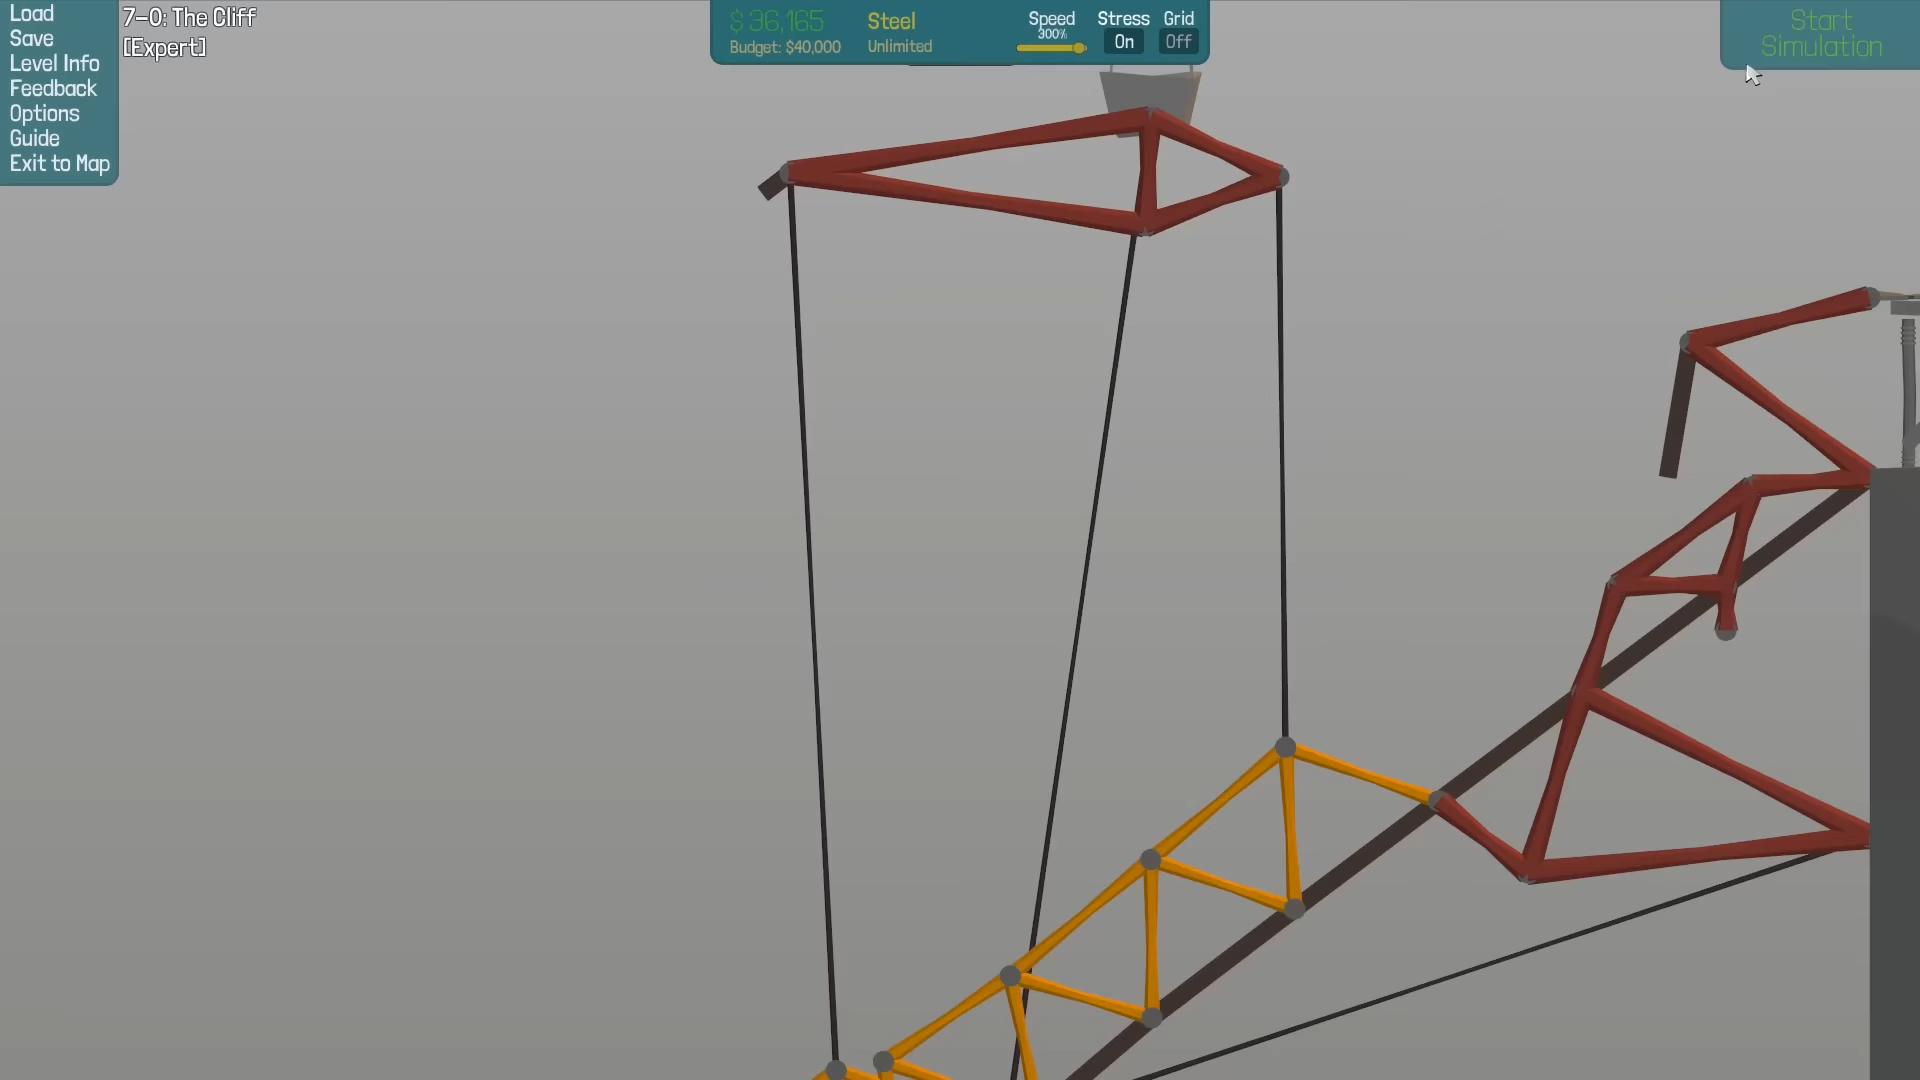 Load
Save
Level Info
Feedback
Options
Guide
Exit to Map
7-0: The Cliff
[Expert]
$ 36,165
Budget: $40,000
Steel
Unlimited
Speed
300%
Stress
On
Grid
Off
Start
Simulation